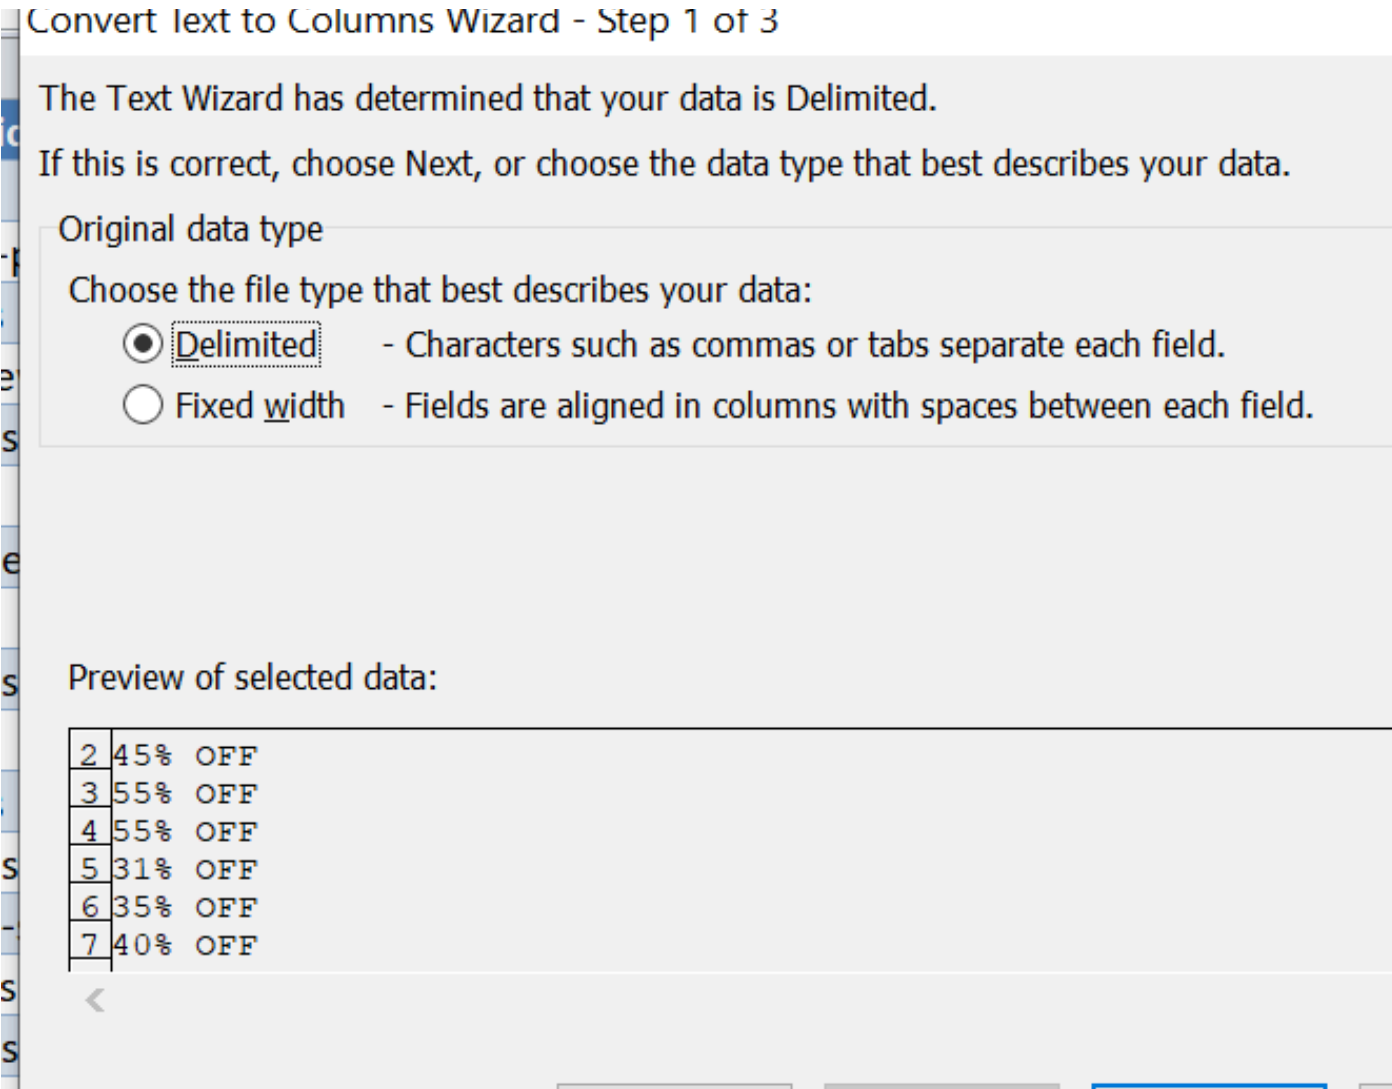 Convert Text to Columns Wizard - Step 1 of 3
The Text Wizard has determined that your data is Delimited.
If this is correct, choose Next, or choose the data type that best describes your data.
Original data type
Choose the file type that best describes your data:
Delimited - Characters such as commas or tabs separate each field.
Fixed width - Fields are aligned in columns with spaces between each field.
Preview of selected data:
2 45% OFF
3 55% OFF
4 55% OFF
5 31% OFF
6 35% OFF
7 40% OFF